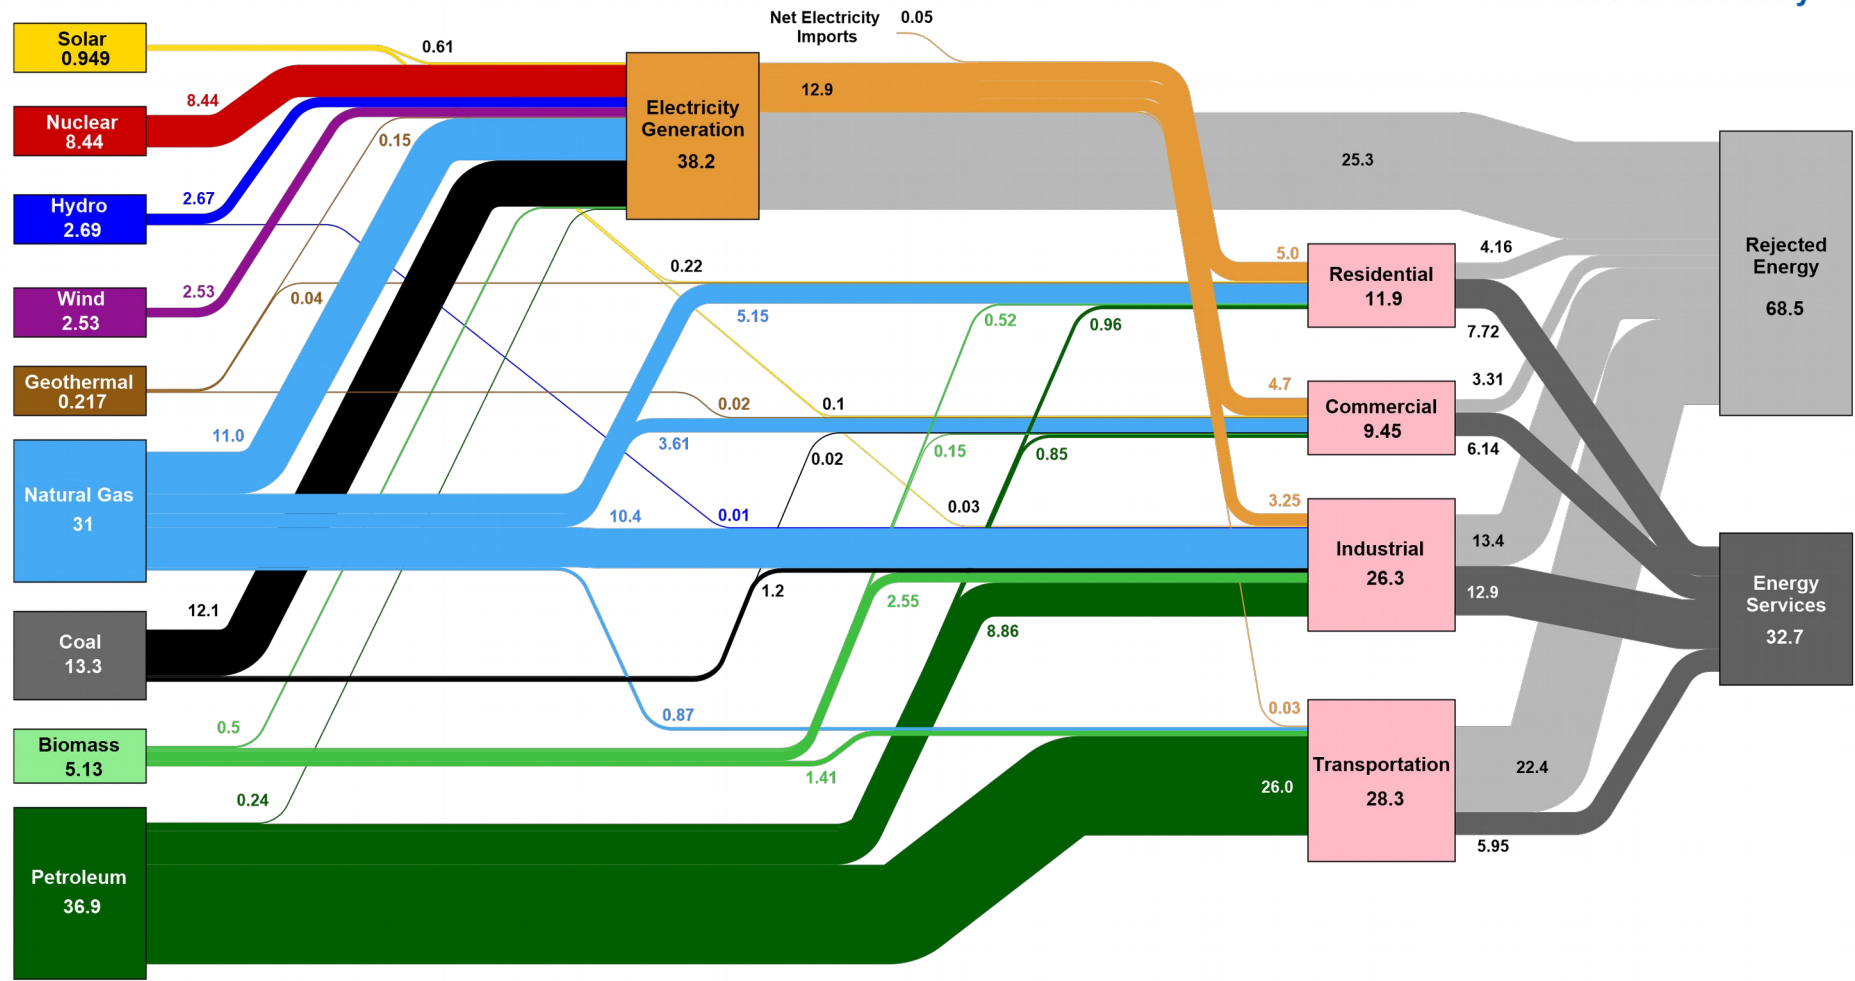 Net Electricity
Imports
0.05
Solar
0.949
0.61
Nuclear
8.44
8.44
Electricity
Generation
38.2
12.9
25.3
0.15
Hydro
2.69
2.67
Wind
2.53
2.53
0.04
0.22
5.15
0.52
0.96
5.0
Residential
11.9
4.16
7.72
Rejected
Energy
68.5
Geothermal
0.217
0.02
0.1
4.7
Commercial
9.45
3.31
6.14
11.0
3.61
0.02
0.15
0.85
Natural Gas
31
10.4
0.01
0.03
3.25
Industrial
26.3
13.4
12.9
Energy
Services
32.7
Coal
13.3
12.1
1.2
2.55
8.86
0.5
Biomass
5.13
0.87
1.41
0.03
Transportation
28.3
22.4
5.95
0.24
26.0
Petroleum
36.9